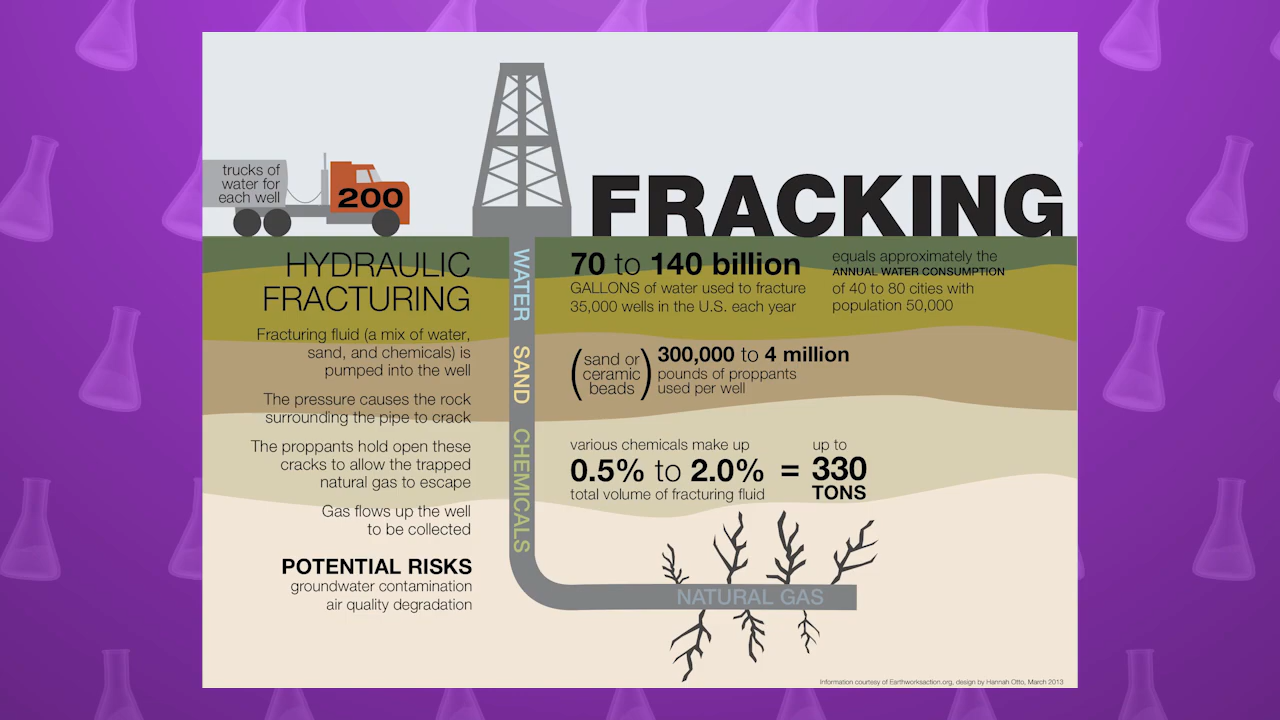 trucks of
water for
each well
200
FRACKING
HYDRAULIC
FRACTURING
Fracturing fluid (a mix of water,
sand, and chemicals) is
pumped into the well
The pressure causes the rock
surrounding the pipe to crack
The proppants hold open these
cracks to allow the trapped
natural gas to escape
Gas flows up the well
to be collected
POTENTIAL RISKS
groundwater contamination
air quality degradation
WATER
SAND
CHEMICALS
70 to 140 billion
GALLONS of water used to fracture
35,000 wells in the U.S. each year
equals approximately the
ANNUAL WATER CONSUMPTION
of 40 to 80 cities with
population 50,000
(sand or
ceramic
beads)
300,000 to 4 million
pounds of proppants
used per well
various chemicals make up
0.5% to 2.0%
total volume of fracturing fluid
=
up to
330
TONS
NATURAL GAS
Information courtesy of Earthworksaction.org, design by Hannah Otto, March 2013